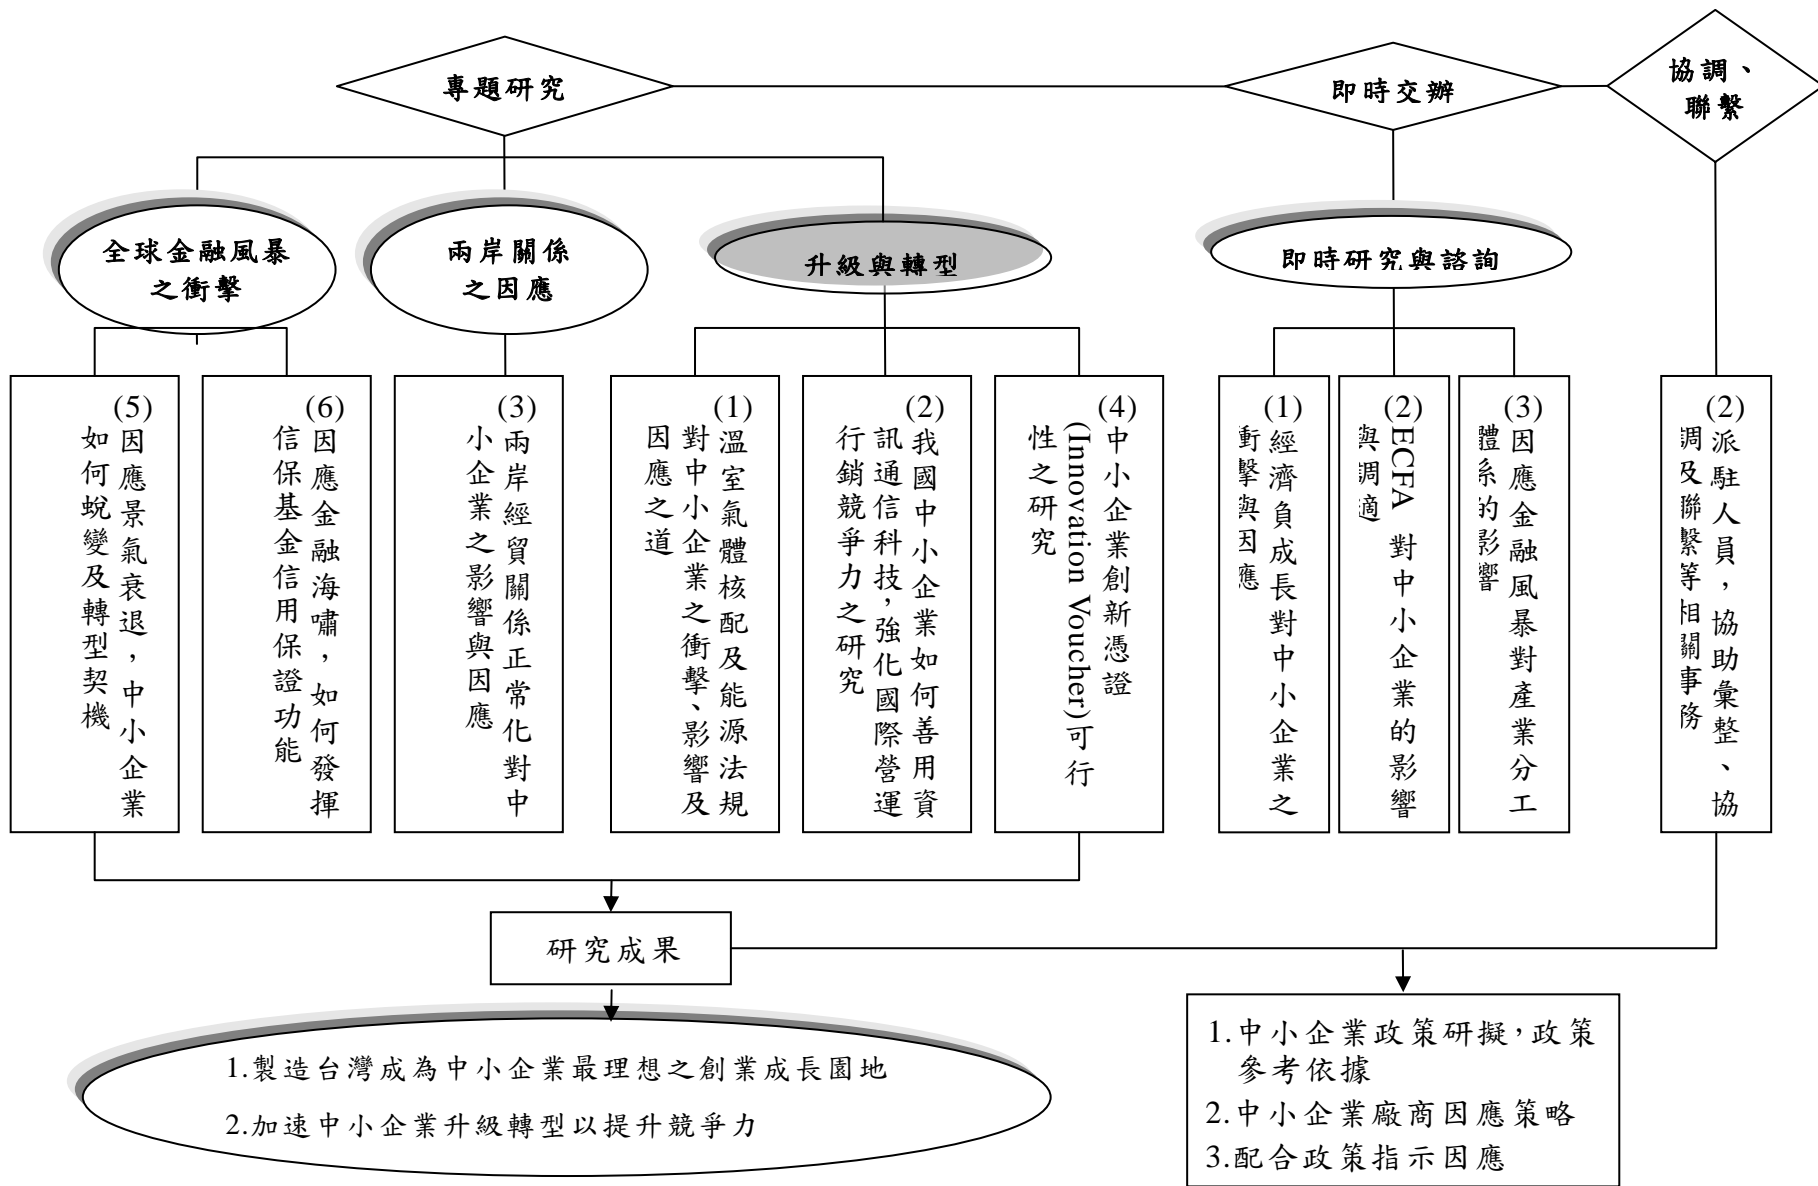 專題研究
即時交辦
協調、
聯繫
全球金融風暴
之衝擊
兩岸關係
之因應
升級與轉型
即時研究與諮詢
(5)
因應景氣衰退，中小企業
如何蛻變及轉型契機
(6)
因應金融海嘯，如何發揮
信保基金信用保證功能
(3)
兩岸經貿關係正常化對中
小企業之影響與因應
(1)
溫室氣體核配及能源法規
對中小企業之衝擊、影響及
因應之道
(2)
我國中小企業如何善用資
訊通信科技，強化國際營運
行銷競爭力之研究
(4)
中小企業創新憑證
(Innovation Voucher)可行
性之研究
(1)
經濟負成長對中小企業之
衝擊與因應
(2)
ECFA 對中小企業的影響
與調適
(3)
因應金融風暴對產業分工
體系的影響
(2)
派駐人員，協助彙整、協
調及聯繫等相關事務
研究成果
1.製造台灣成為中小企業最理想之創業成長園地
2.加速中小企業升級轉型以提升競爭力
1.中小企業政策研擬，政策
參考依據
2.中小企業廠商因應策略
3.配合政策指示因應